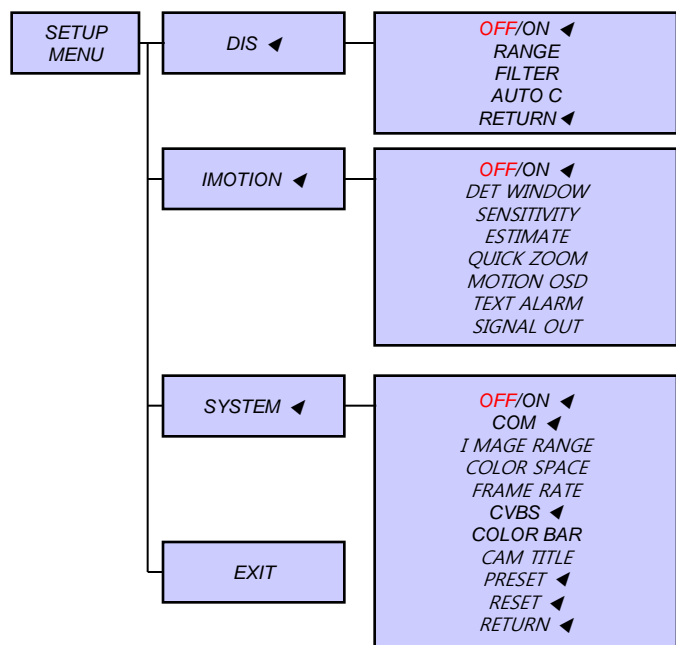 SETUP
MENU
DIS ◄
OFF/ON ◄
RANGE
FILTER
AUTO C
RETURN ◄
IMOTION ◄
OFF/ON ◄
DET WINDOW
SENSITIVITY
ESTIMATE
QUICK ZOOM
MOTION OSD
TEXT ALARM
SIGNAL OUT
SYSTEM ◄
OFF/ON ◄
COM ◄
I MAGE RANGE
COLOR SPACE
FRAME RATE
CVBS ◄
COLOR BAR
CAM TITLE
PRESET ◄
RESET ◄
RETURN ◄
EXIT